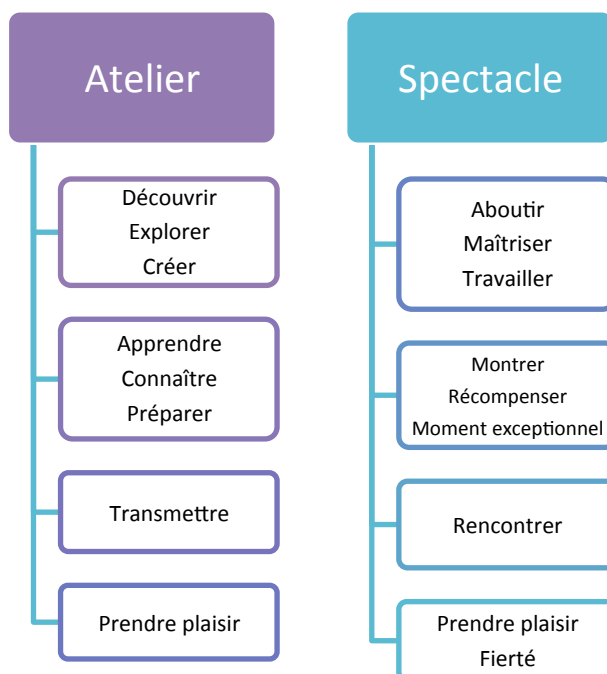 Atelier
Découvrir
Explorer
Créer
Apprendre
Connaître
Préparer
Transmettre
Prendre plaisir
Spectacle
Aboutir
Maîtriser
Travailler
Montrer
Récompenser
Moment exceptionnel
Rencontrer
Prendre plaisir
Fierté